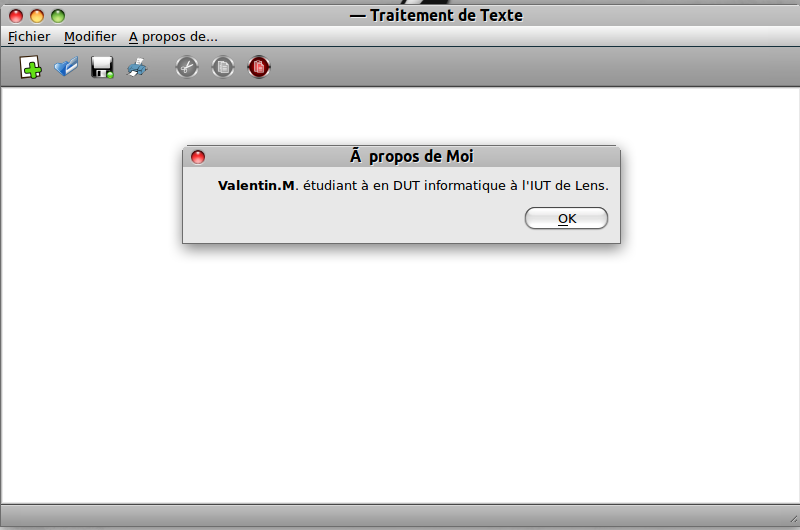 — Traitement de Texte
Fichier Modifier A propos de...
Ã  propos de Moi
Valentin.M. étudiant à en DUT informatique à l'IUT de Lens.
OK